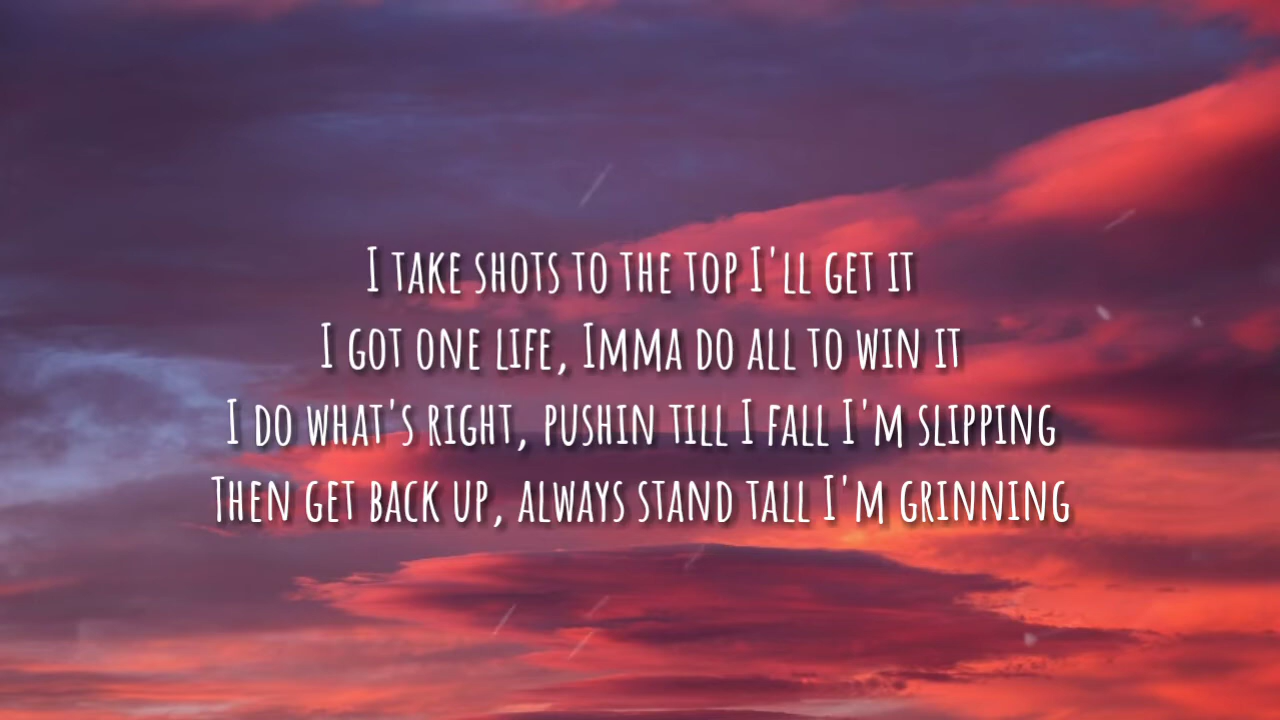 I take shots to the top I'll get it
I got one life, Imma do all to win it
I do what's right, pushin till I fall I'm slipping
Then get back up, always stand tall I'm grinning